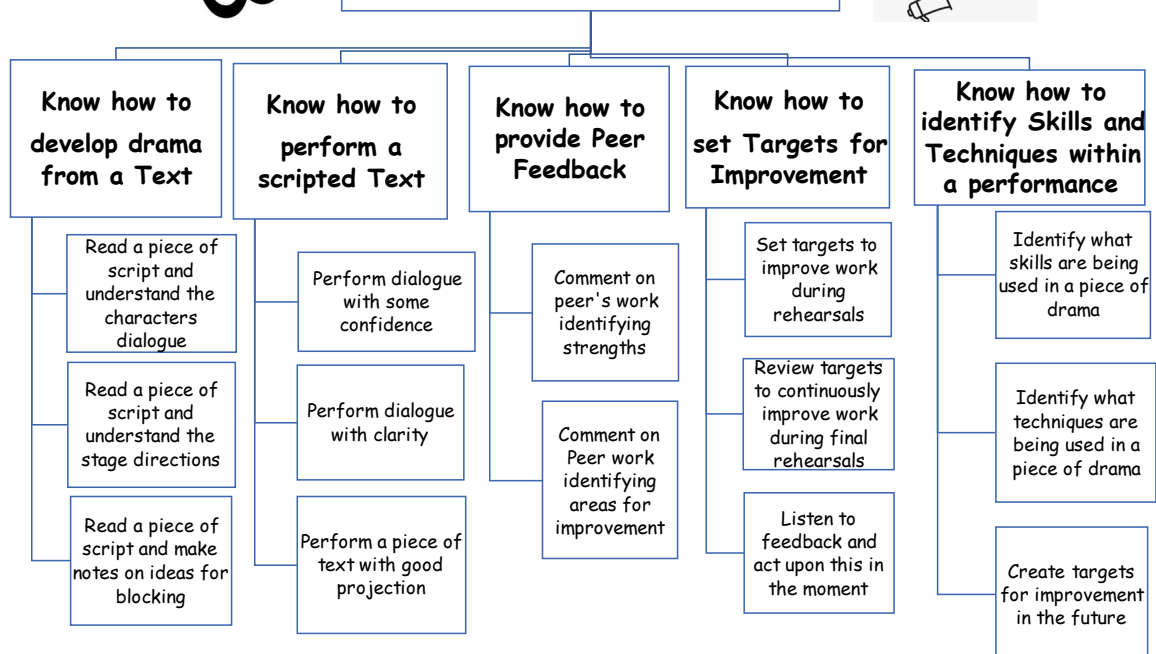 Know how to
develop drama
from a Text
Read a piece of
script and
understand the
characters
dialogue
Read a piece of
script and
understand the
stage directions
Read a piece of
script and make
notes on ideas for
blocking
Know how to
perform a
scripted Text
Perform dialogue
with some
confidence
Perform dialogue
with clarity
Perform a piece of
text with good
projection
Know how to
provide Peer
Feedback
Comment on
peer's work
identifying
strengths
Comment on
Peer work
identifying
areas for
improvement
Know how to
set Targets for
Improvement
Set targets to
improve work
during
rehearsals
Review targets
to continuously
improve work
during final
rehearsals
Listen to
feedback and
act upon this in
the moment
Know how to
identify Skills and
Techniques within
a performance
Identify what
skills are being
used in a piece of
drama
Identify what
techniques are
being used in a
piece of drama
Create targets
for improvement
in the future